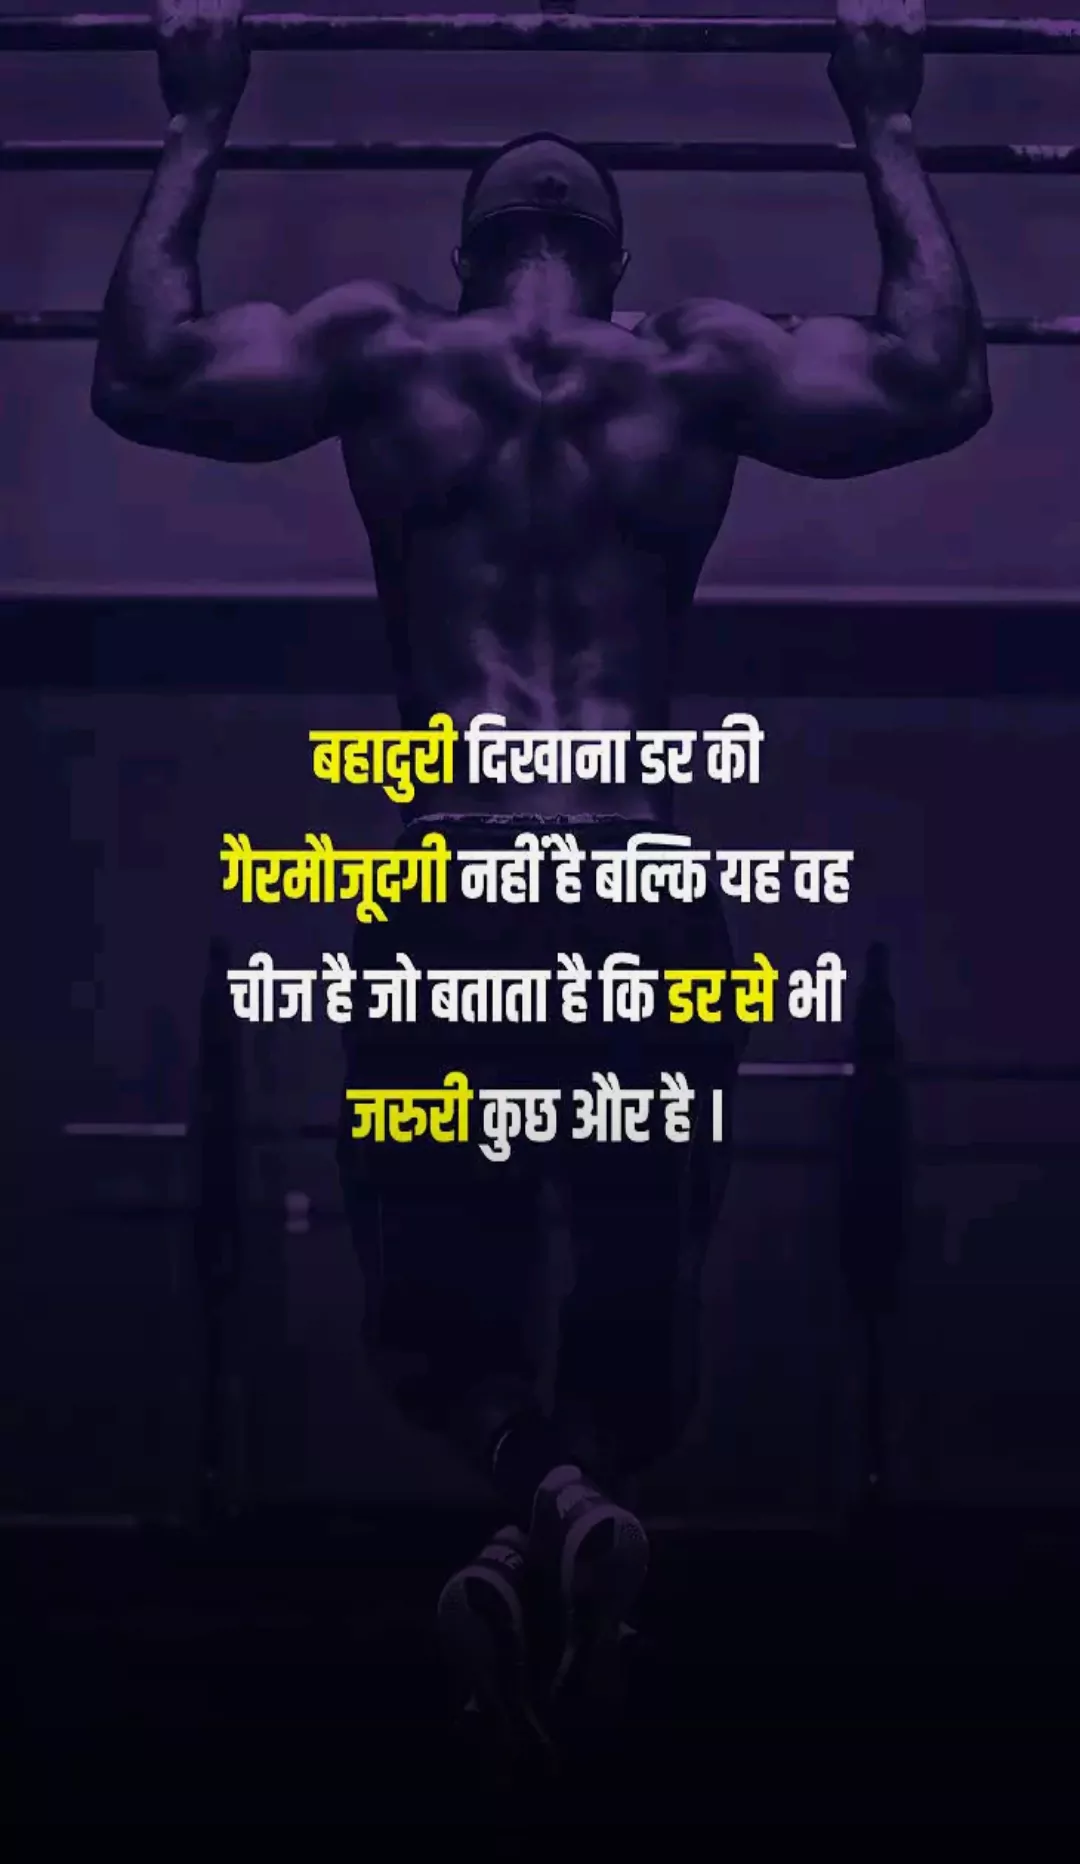 बहादुरी दिखाना डर की
गैरमौजूदगी नहीं है बल्कि यह वह
चीज है जो बताता है कि डर से भी
जरुरी कुछ और है ।